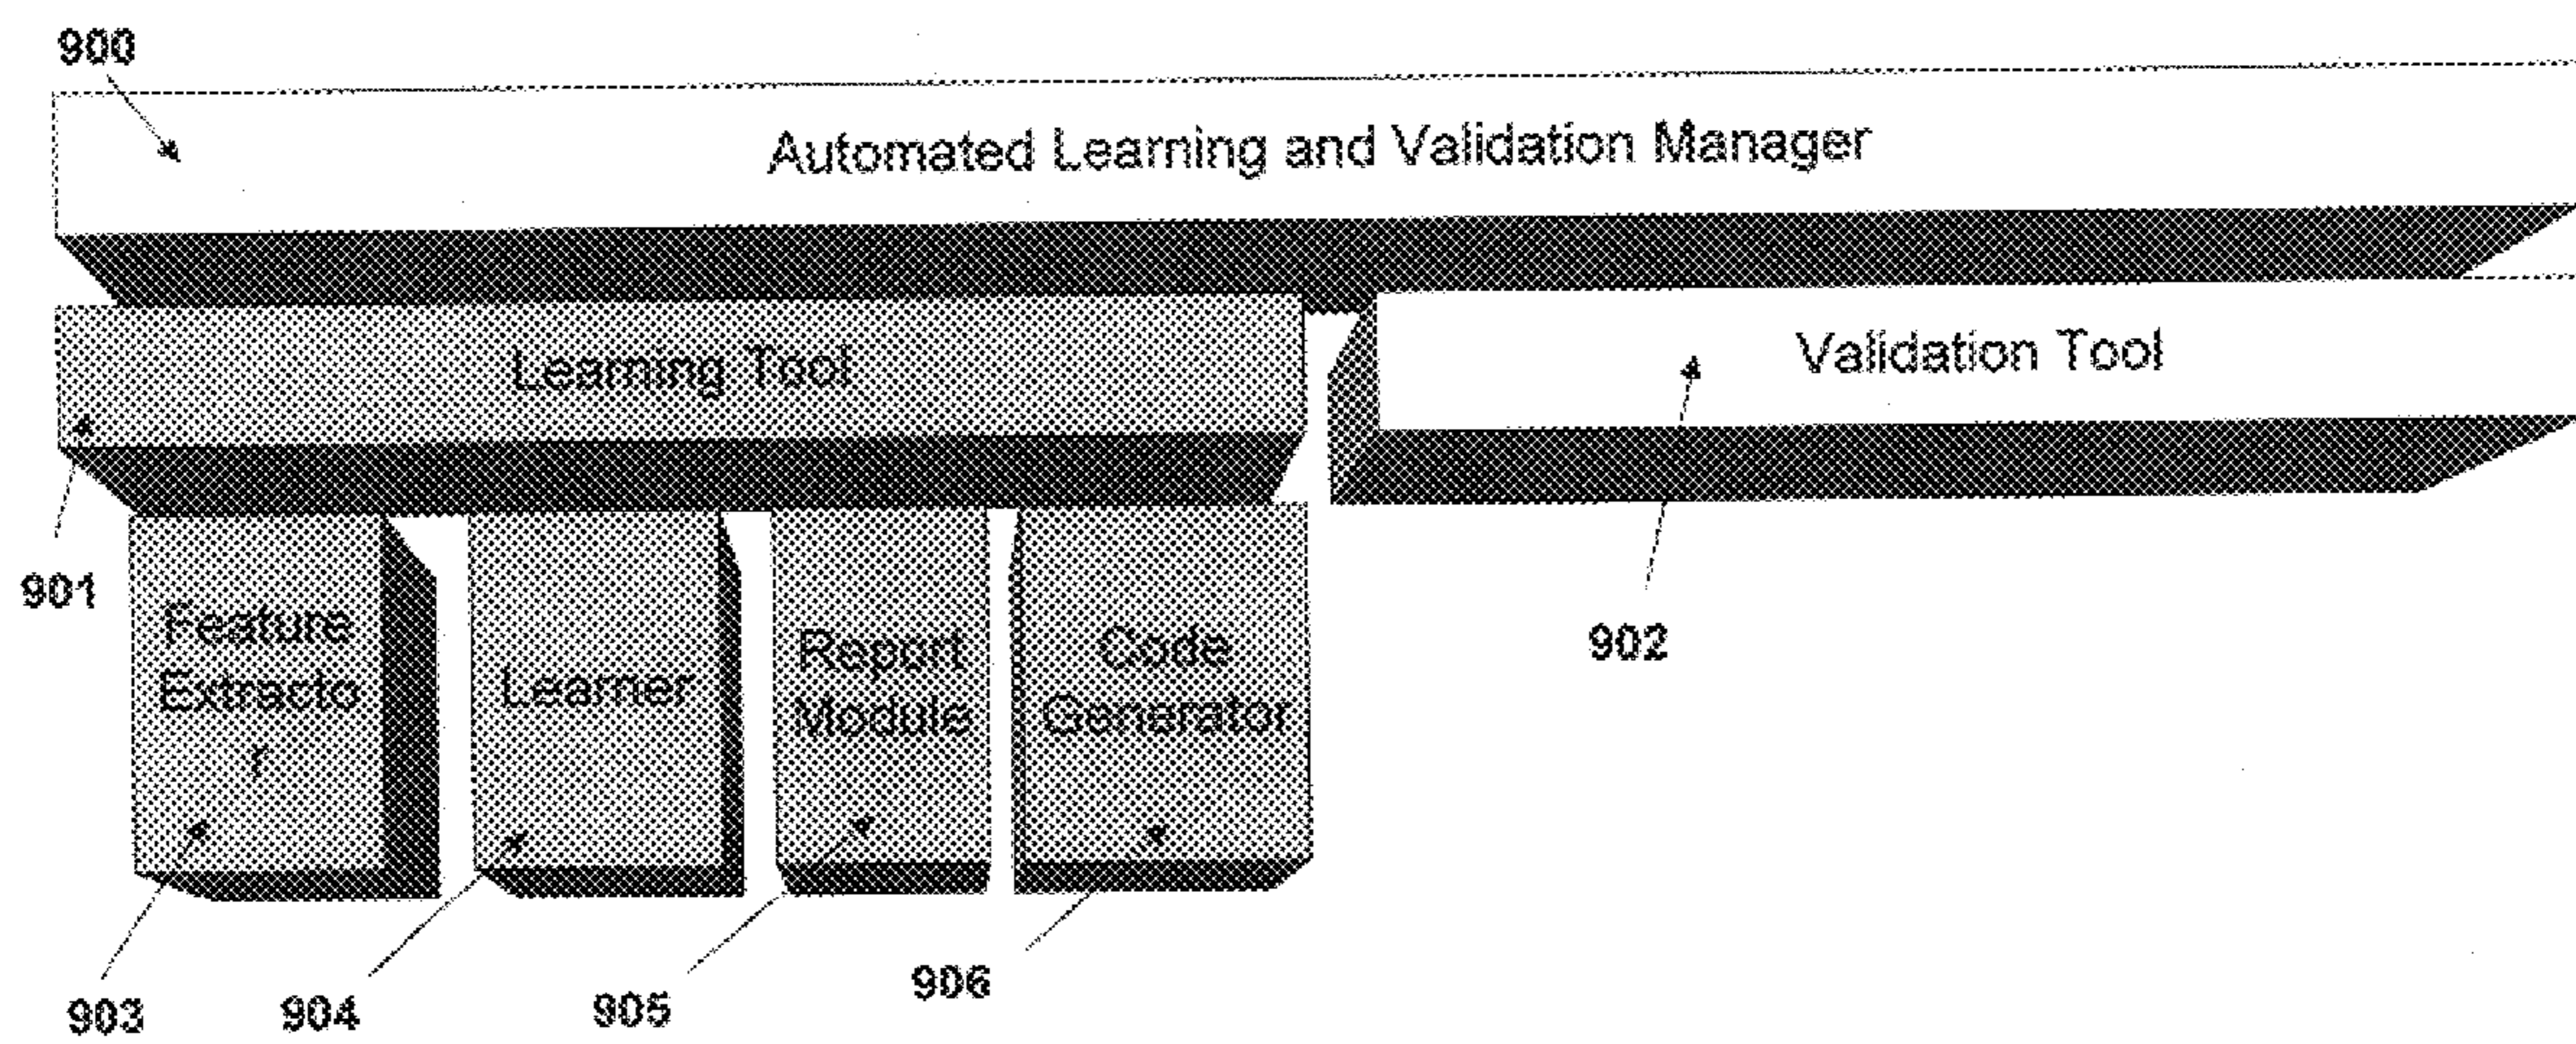 900
Automated Learning and Validation Manager
Learning Tool
Validation Tool
901
902
Feature
Extracto
r
Learner
Report
Module
Code
Generator
903
904
905
906